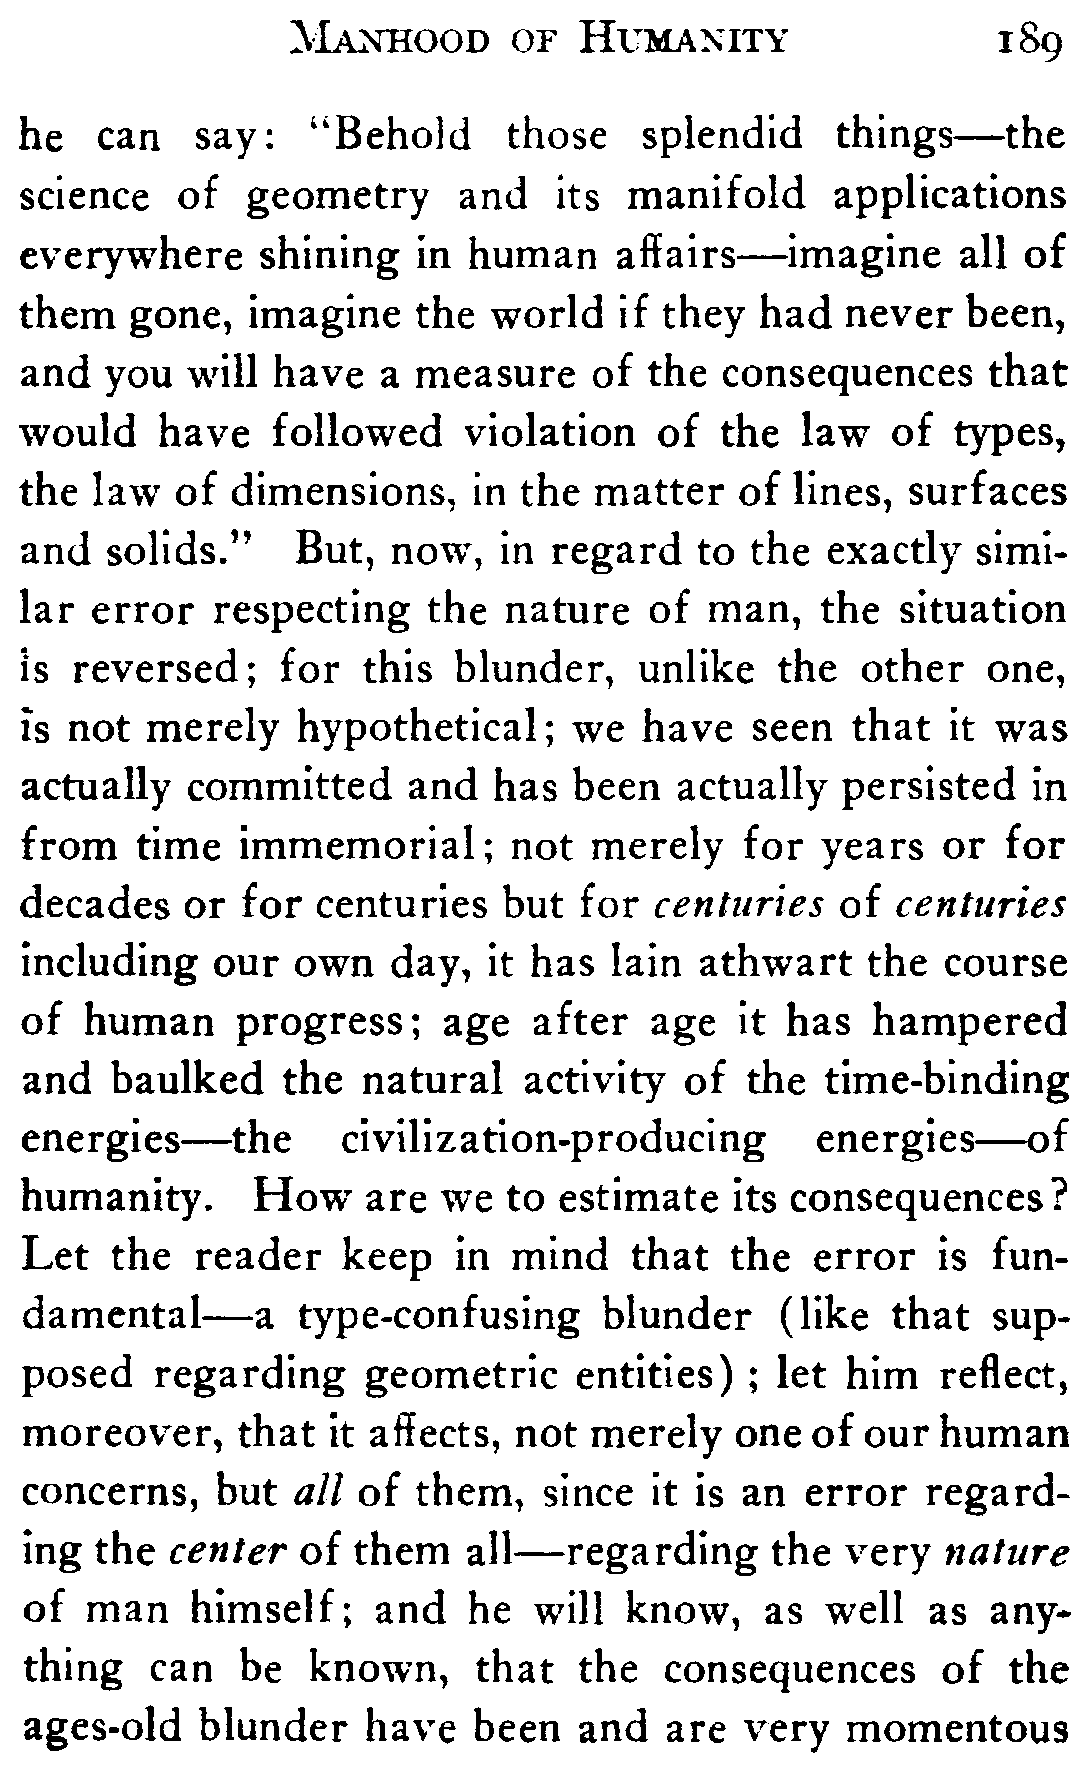 Manhood of Humanity 189
he can say: "Behold those splendid things—the
science of geometry and its manifold applications
everywhere shining in human affairs—imagine all of
them gone, imagine the world if they had never been,
and you will have a measure of the consequences that
would have followed violation of the law of types,
the law of dimensions, in the matter of lines, surfaces
and solids." But, now, in regard to the exactly simi-
lar error respecting the nature of man, the situation
is reversed; for this blunder, unlike the other one,
is not merely hypothetical; we have seen that it was
actually committed and has been actually persisted in
from time immemorial; not merely for years or for
decades or for centuries but for centuries of centuries
including our own day, it has lain athwart the course
of human progress; age after age it has hampered
and baulked the natural activity of the time-binding
energies—the civilization-producing energies—of
humanity. How are we to estimate its consequences?
Let the reader keep in mind that the error is fun-
damental—a type-confusing blunder (like that sup-
posed regarding geometric entities); let him reflect,
moreover, that it affects, not merely one of our human
concerns, but all of them, since it is an error regard-
ing the center of them all—regarding the very nature
of man himself; and he will know, as well as any-
thing can be known, that the consequences of the
ages-old blunder have been and are very momentous